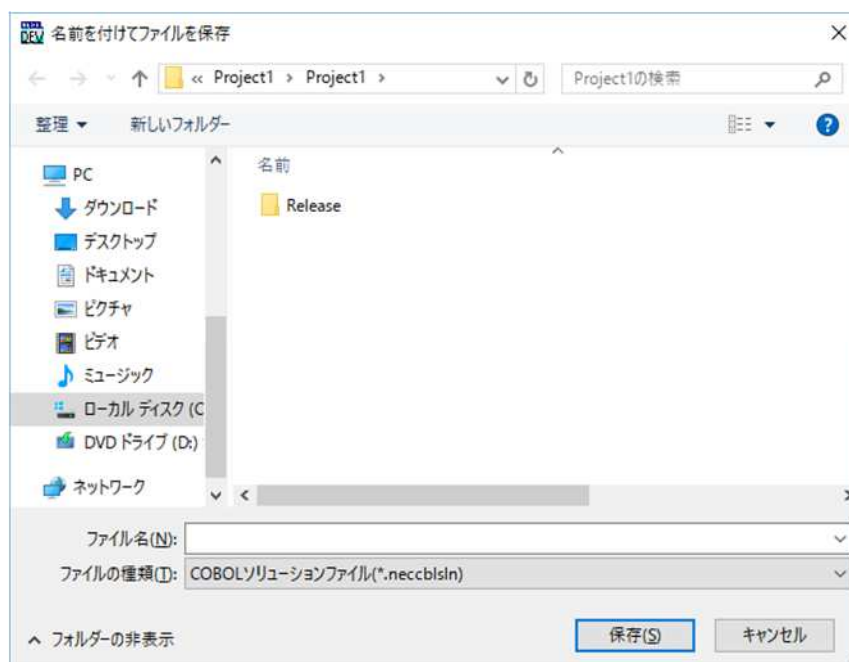 DEV 名前を付けてファイルを保存
« Project1 › Project1 ›
Project1の検索
整理
新しいフォルダー
名前
PC
ダウンロード
デスクトップ
ドキュメント
ピクチャ
ビデオ
ミュージック
ローカル ディスク (C
DVD ドライブ (D:)
ネットワーク
Release
ファイル名(N):
ファイルの種類(T): COBOLソリューションファイル(*.neccblsln)
フォルダーの非表示
保存(S)
キャンセル